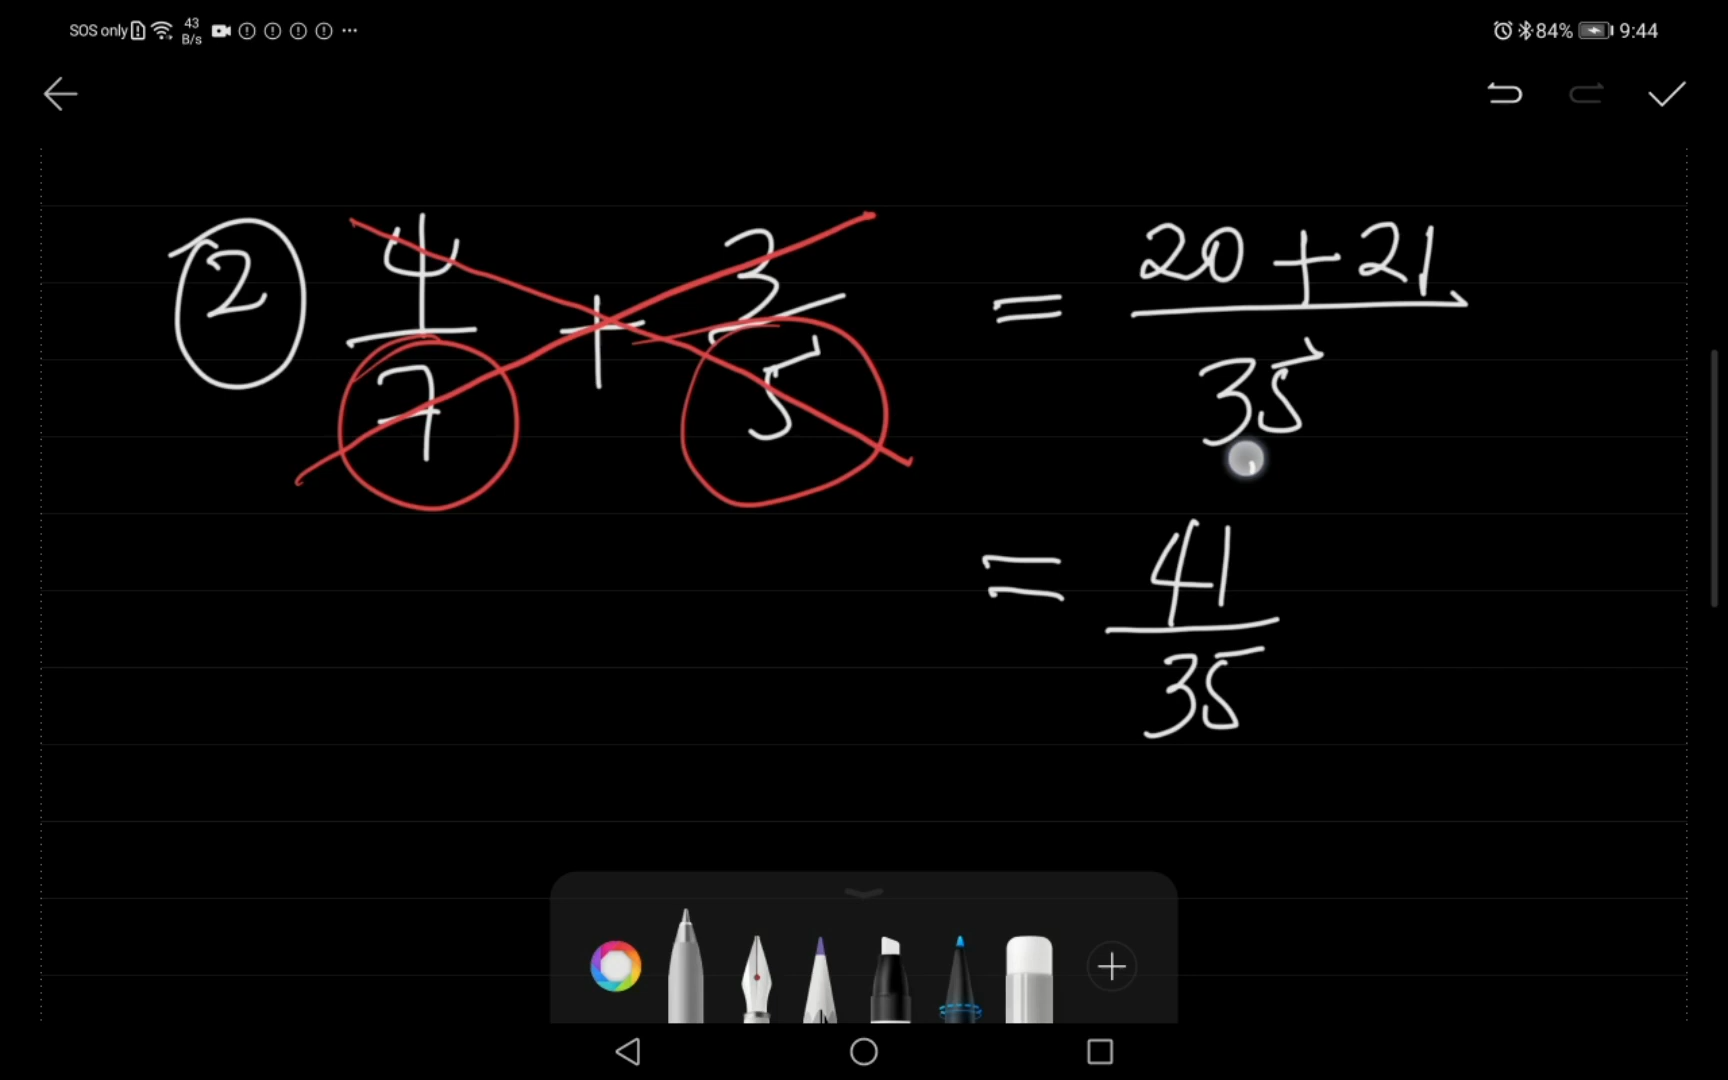 SOS only 43 B/s ... 84% 9:44
② 4/7 + 3/5 = 20+21/35
= 41/35